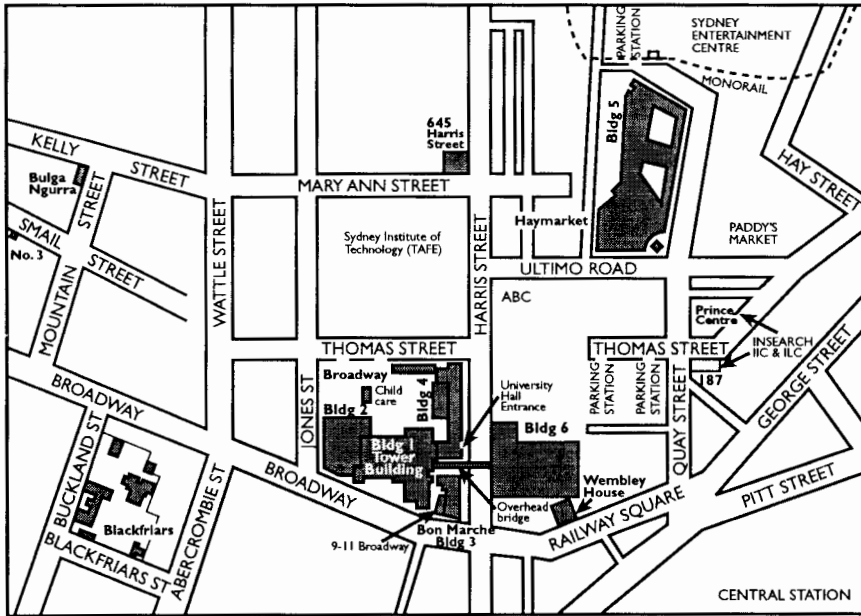 PARKING
STATION
SYDNEY
ENTERTAINMENT
CENTRE
MONORAIL
645
Harris
Street
Bldg 5
KELLY
STREET
Bulga
Ngurra
MARY ANN STREET
HAY STREET
SMAIL
STREET
No. 3
MOUNTAIN
STREET
WATTLE STREET
Sydney Institute of
Technology (TAFE)
HARRIS STREET
Haymarket
PADDY'S
MARKET
ULTIMO ROAD
ABC
Prince
Centre
INSEARCH
IIC & ILC
THOMAS STREET
THOMAS STREET
187
GEORGE STREET
BROADWAY
JONES ST
Broadway
Child
care
Bldg 4
Bldg 2
University
Hall
Entrance
PARKING
STATION
PARKING
STATION
QUAY STREET
Bldg 1
Tower
Building
Bldg 6
BUCKLAND ST
Blackfriars
BLACKFRIARS ST
ABERCROMBIE ST
BROADWAY
Overhead
bridge
Wembley
House
9-11 Broadway
Bon Marche
Bldg 3
RAILWAY SQUARE
PITT STREET
CENTRAL STATION